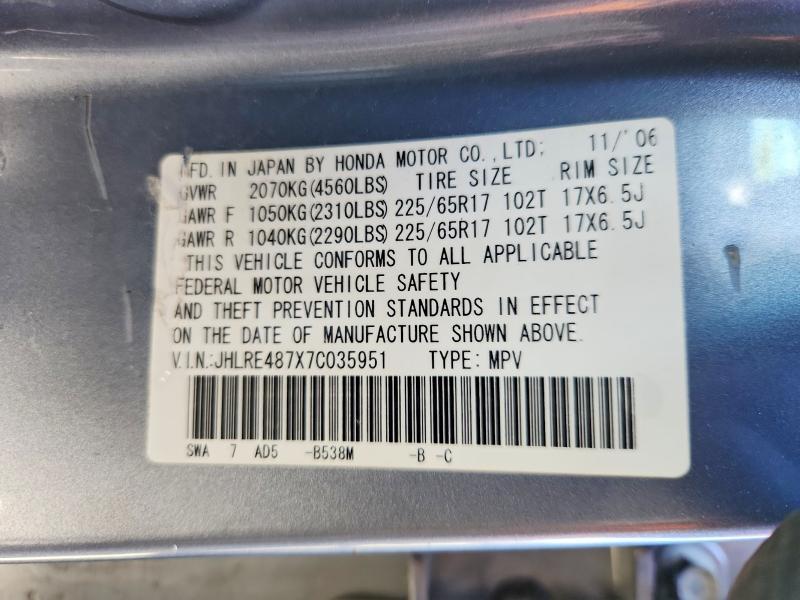 MFD. IN JAPAN BY HONDA MOTOR CO., LTD; 11/'06
GVWR 2070KG(4560LBS) TIRE SIZE RIM SIZE
GAWR F 1050KG(2310LBS) 225/65R17 102T 17X6.5J
GAWR R 1040KG(2290LBS) 225/65R17 102T 17X6.5J
THIS VEHICLE CONFORMS TO ALL APPLICABLE
FEDERAL MOTOR VEHICLE SAFETY
AND THEFT PREVENTION STANDARDS IN EFFECT
ON THE DATE OF MANUFACTURE SHOWN ABOVE.
V.I.N.:JHLRE487X7C035951 TYPE: MPV
SWA 7 AD5 -B538M -B -C